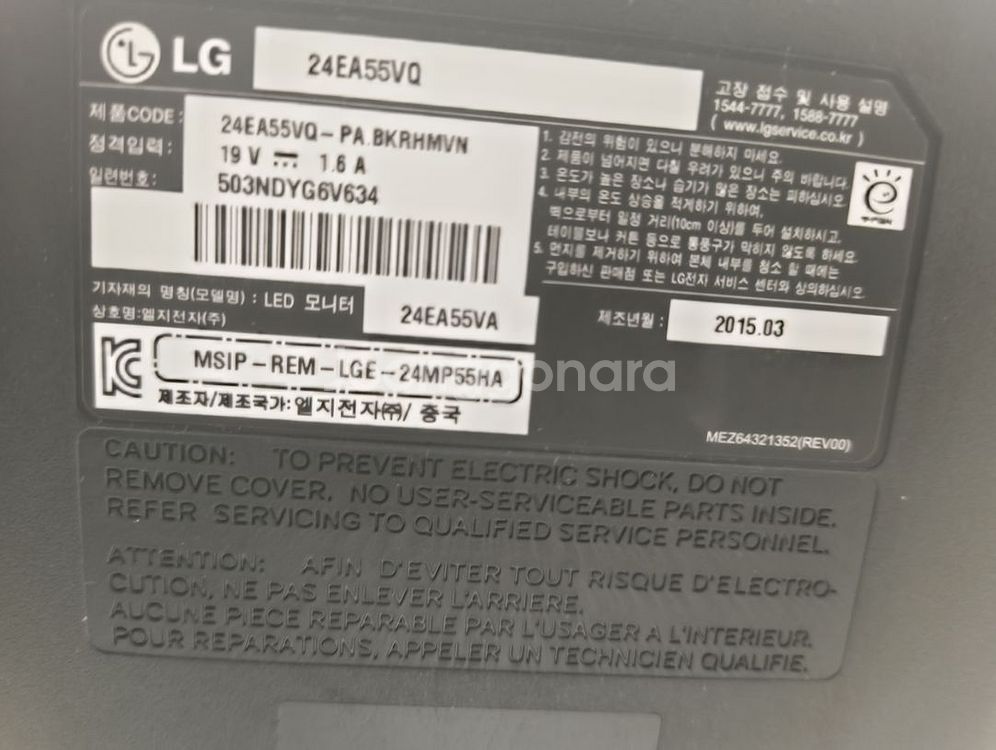 LG
24EA55VQ
고장 접수 및 사용 설명
1544-7777, 1588-7777
( www.lgservice.co.kr )
제품CODE:
24EA55VQ-PA.BKRHMVN
정격입력:
19 V 1.6 A
일련번호:
503NDYG6V634
1. 감전의 위험이 있으니 분해하지 마세요.
2. 제품이 넘어지면 다칠 우려가 있으니 주의 바랍니다.
3. 온도가 높은 장소나 습기가 많은 장소는 피하십시오.
4. 내부의 온도 상승을 적게하기 위하여,
벽으로부터 일정 거리(10cm 이상)를 두어 설치하시고,
테이블보나 커튼 등으로 통풍구가 막히지 않도록 하세요.
5. 먼지를 제거하기 위하여 본체 내부를 청소 할 때에는
구입하신 판매점 또는 LG전자 서비스 센터와 상의하십시오.
기자재의 명칭(모델명) : LED 모니터
24EA55VA
상호명:엘지전자(주)
제조년월 :
2015.03
KC
MSIP-REM-LGE-24MP55HA
제조자/제조국가:엘지전자㈜/ 중국
MEZ64321352(REV00)
CAUTION: TO PREVENT ELECTRIC SHOCK, DO NOT
REMOVE COVER. NO USER-SERVICEABLE PARTS INSIDE.
REFER SERVICING TO QUALIFIED SERVICE PERSONNEL.
ATTENTION: AFIN D'EVITER TOUT RISQUE D'ELECTRO-
CUTION, NE PAS ENLEVER L'ARRIERE.
AUCUNE PIECE REPARABLE PAR L'USAGER A L'INTERIEUR.
POUR REPARATIONS, APPELER UN TECHNICIEN QUALIFIE.